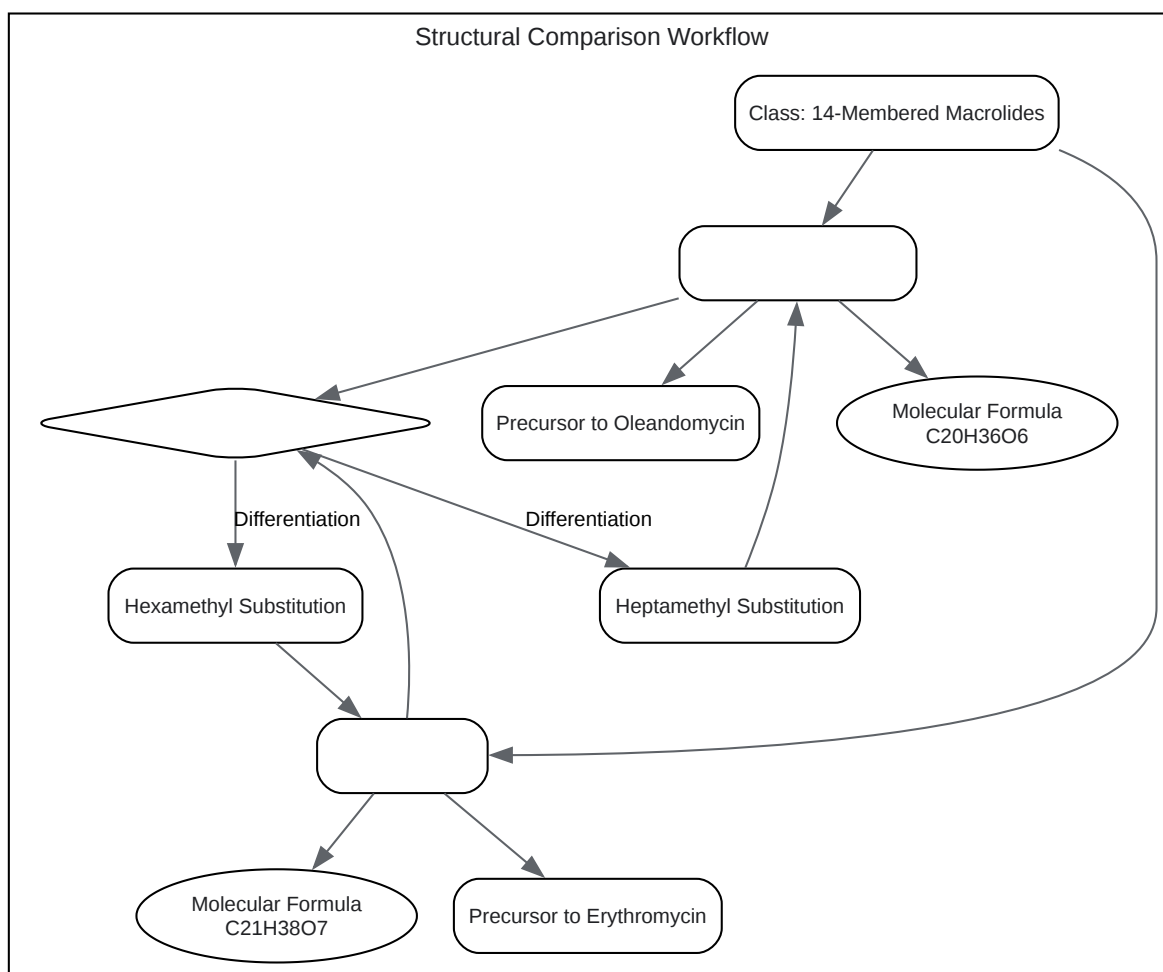 Structural Comparison Workflow
Class: 14-Membered Macrolides
Precursor to Oleandomycin
Molecular Formula
C20H36O6
Differentiation
Differentiation
Hexamethyl Substitution
Heptamethyl Substitution
Molecular Formula
C21H38O7
Precursor to Erythromycin